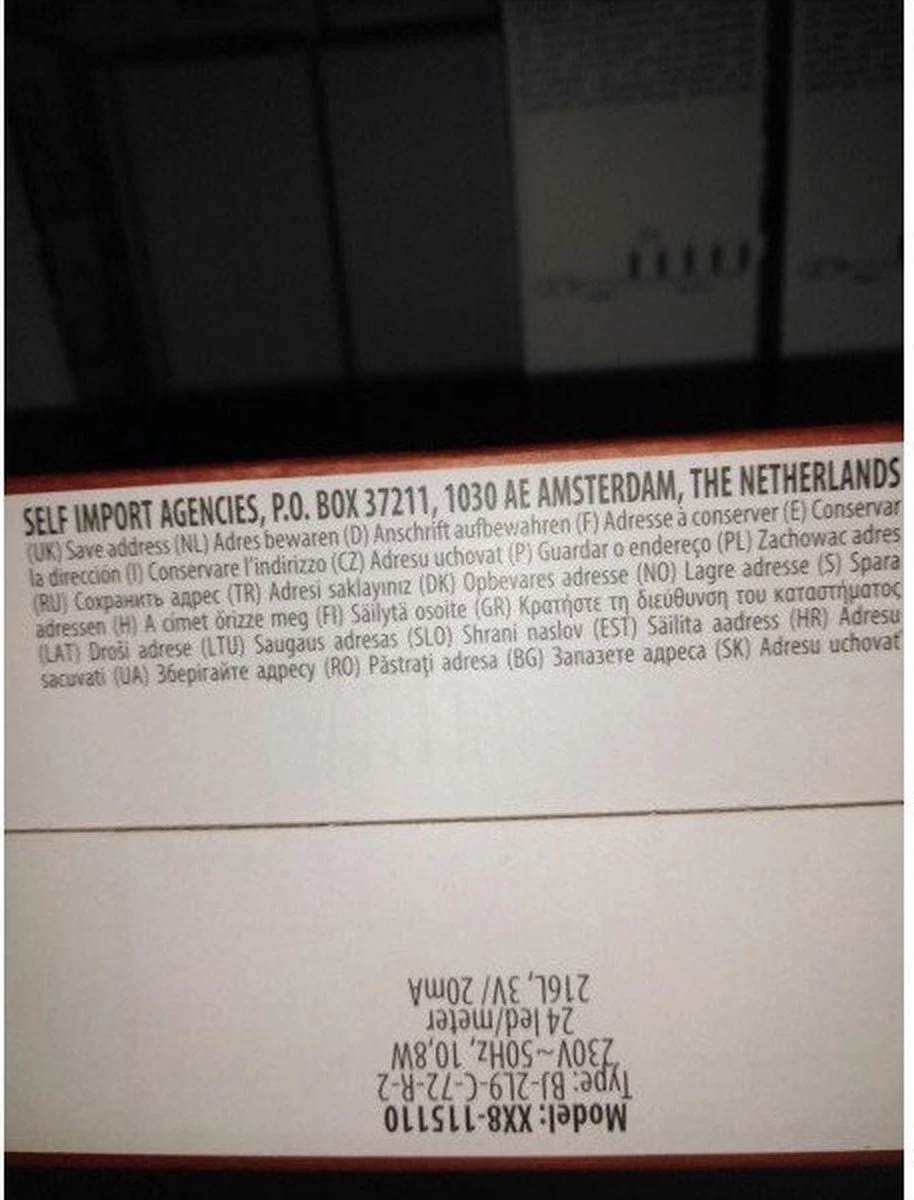 SELF IMPORT AGENCIES, P.O. BOX 37211, 1030 AE AMSTERDAM, THE NETHERLANDS
(UK) Save address (NL) Adres bewaren (D) Anschrift aufbewahren (F) Adresse à conserver (E) Conservar
la dirección (I) Conservare l'indirizzo (CZ) Adresu uchovat (P) Guardar o endereço (PL) Zachowac adres
(RU) Сохранить адрес (TR) Adresi saklayınız (DK) Opbevares adresse (NO) Lagre adresse (S) Spara
adressen (H) A cimet örizze meg (FI) Säilytä osoite (GR) Κρατήστε τη διεύθυνση του καταστήματος
(LAT) Droši adrese (LTU) Saugaus adresas (SLO) Shrani naslov (EST) Säilita aadress (HR) Adresu
sacuvati (UA) Зберігайте адресу (RO) Păstraţi adresa (BG) Запазете адреса (SK) Adresu uchovat
Model: XX8-115110
Type: BJ-2L9-C-72-R-2
230V~50Hz, 10,8W
24 led/meter
216L, 3V/ 20mA